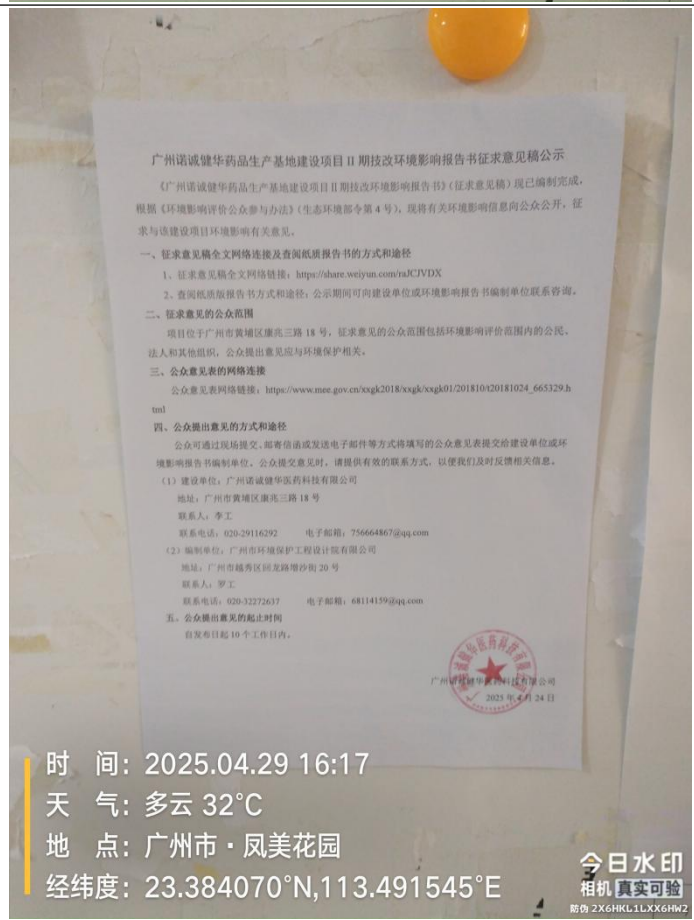 广州诺诚健华药品生产基地建设项目II期技改环境影响报告书征求意见稿公示
《广州诺诚健华药品生产基地建设项目II期技改环境影响报告书》(征求意见稿)现已编制完成,
根据《环境影响评价公众参与办法》(生态环境部令第4号),现将有关环境影响信息向公众公开,征
求与该建设项目环境影响有关意见。
一、征求意见稿全文网络连接及查阅纸质报告书的方式和途径
1、征求意见稿全文网络链接:https://share.weiyun.com/raJCJVDX
2、查阅纸质版报告书方式和途径:公示期间可向建设单位或环境影响报告书编制单位联系咨询。
二、征求意见的公众范围
项目位于广州市黄埔区康兆三路18号,征求意见的公众范围包括环境影响评价范围内的公民、
法人和其他组织,公众提出意见应与环境保护相关。
三、公众意见表的网络连接
公众意见表网络链接:https://www.mee.gov.cn/xxgk2018/xxgk/xxgk01/201810/t20181024_665329.h
tml
四、公众提出意见的方式和途径
公众可通过现场提交、邮寄信函或发送电子邮件等方式将填写的公众意见表提交给建设单位或环
境影响报告书编制单位。公众提交意见时,请提供有效的联系方式,以便我们及时反馈相关信息。
(1)建设单位:广州诺诚健华医药科技有限公司
地址:广州市黄埔区康兆三路18号
联系人:李工
联系电话:020-29116292 电子邮箱:756664867@qq.com
(2)编制单位:广州市环境保护工程设计院有限公司
地址:广州市越秀区回龙路增沙街20号
联系人:罗工
联系电话:020-32272637 电子邮箱:68114159@qq.com
五、公众提出意见的起止时间
自发布日起10个工作日内。
广州诺诚健华医药科技有限公司
2025年4月24日
时 间:2025.04.29 16:17
天 气:多云 32°C
地 点:广州市·凤美花园
经纬度:23.384070°N,113.491545°E
今日水印
相机 真实可验
防伪 2X6HKL1LXX6HW2